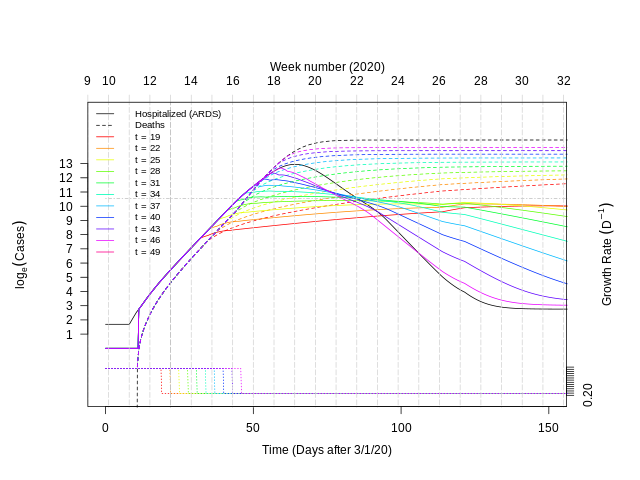 Week number (2020)
9 10 12 14 16 18 20 22 24 26 28 30 32
Hospitalized (ARDS)
Deaths
t = 19
t = 22
t = 25
t = 28
t = 31
t = 34
t = 37
t = 40
t = 43
t = 46
t = 49
13
12
11
10
9
8
7
6
5
4
3
2
1
logₑ(Cases)
Growth Rate (D⁻¹)
0.20
0 50 100 150
Time (Days after 3/1/20)